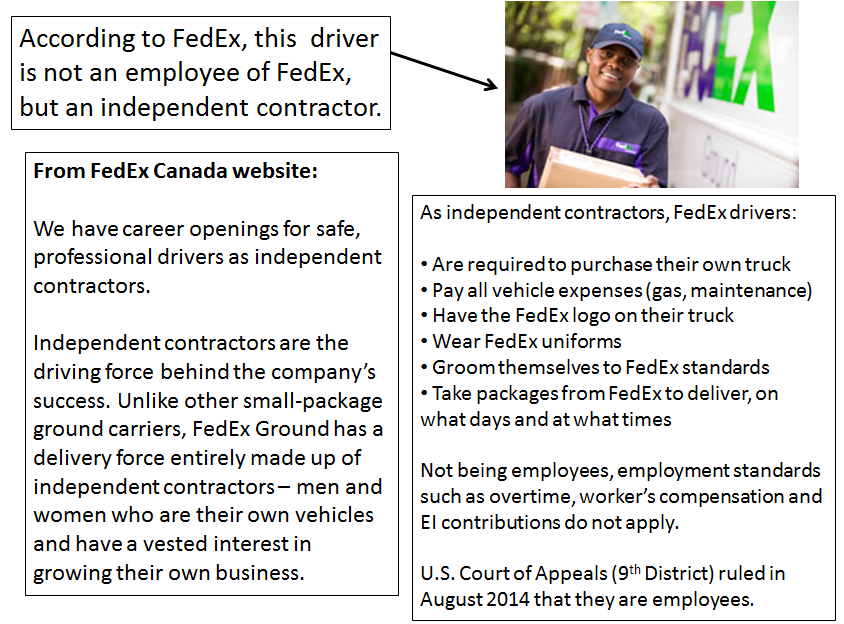 According to FedEx, this driver
is not an employee of FedEx,
but an independent contractor.
From FedEx Canada website:
We have career openings for safe,
professional drivers as independent
contractors.
Independent contractors are the
driving force behind the company's
success. Unlike other small-package
ground carriers, FedEx Ground has a
delivery force entirely made up of
independent contractors – men and
women who are their own vehicles
and have a vested interest in
growing their own business.
FedEx
EX
Ground
As independent contractors, FedEx drivers:
• Are required to purchase their own truck
• Pay all vehicle expenses (gas, maintenance)
• Have the FedEx logo on their truck
• Wear FedEx uniforms
• Groom themselves to FedEx standards
• Take packages from FedEx to deliver, on
what days and at what times
Not being employees, employment standards
such as overtime, worker's compensation and
EI contributions do not apply.
U.S. Court of Appeals (9th District) ruled in
August 2014 that they are employees.